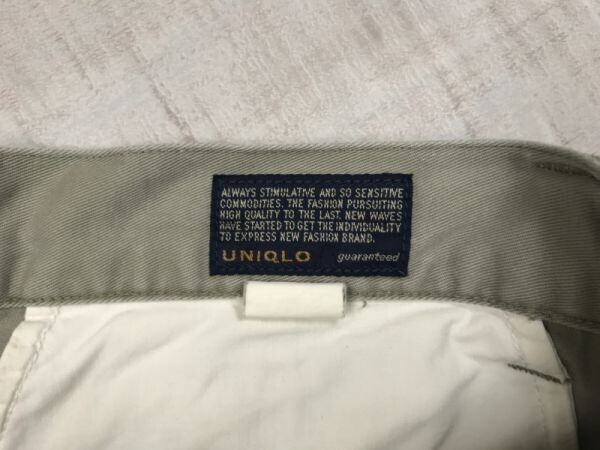 ALWAYS STIMULATIVE AND SO SENSITIVE
COMMODITIES. THE FASHION PURSUITING
HIGH QUALITY TO THE LAST. NEW WAVES
HAVE STARTED TO GET THE INDIVIDUALITY
TO EXPRESS NEW FASHION BRAND.
UNIQLO guaranteed